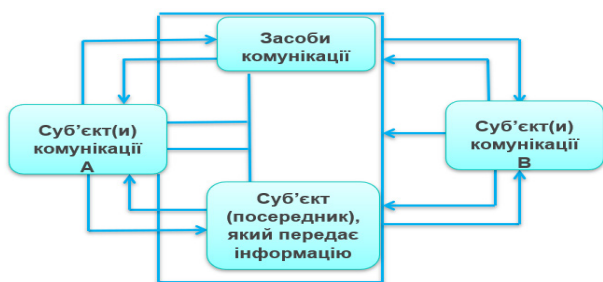 Засоби
комунікації
Суб’єкт(и)
комунікації
А
Суб’єкт(и)
комунікації
В
Суб’єкт
(посередник),
який передає
інформацію